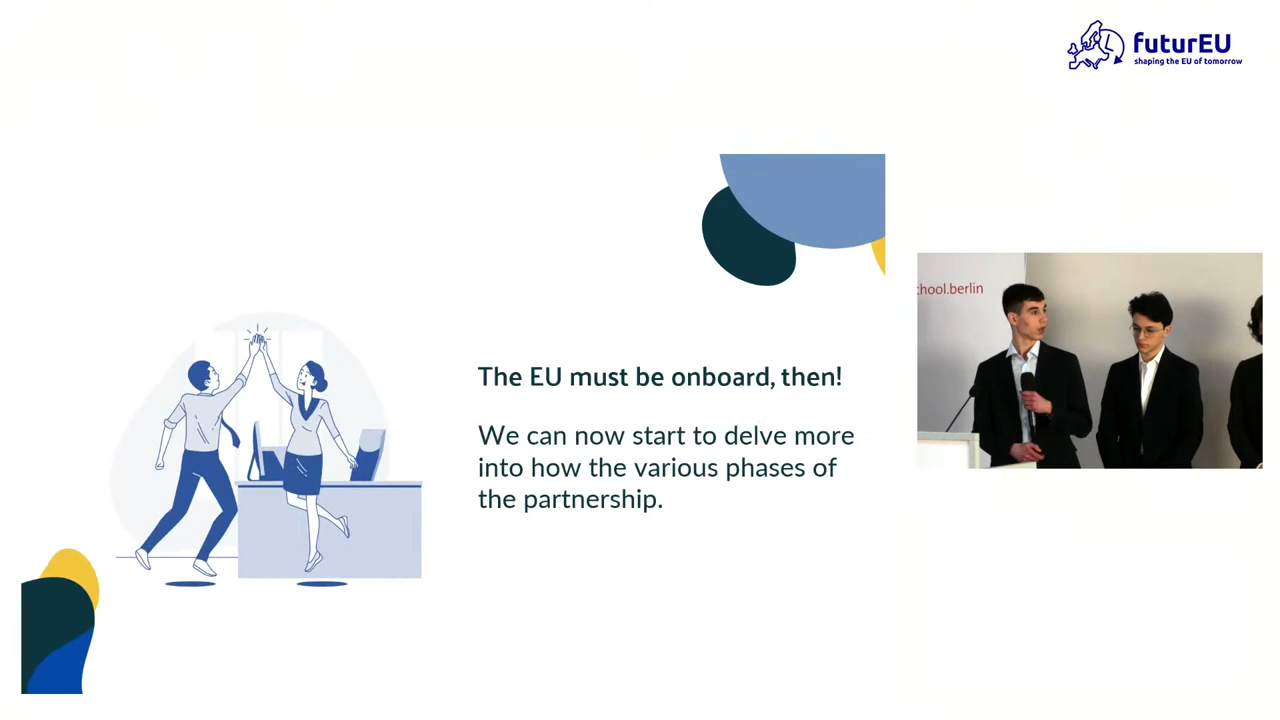 futurEU
shaping the EU of tomorrow
chool.berlin
The EU must be onboard, then!
We can now start to delve more
into how the various phases of
the partnership.